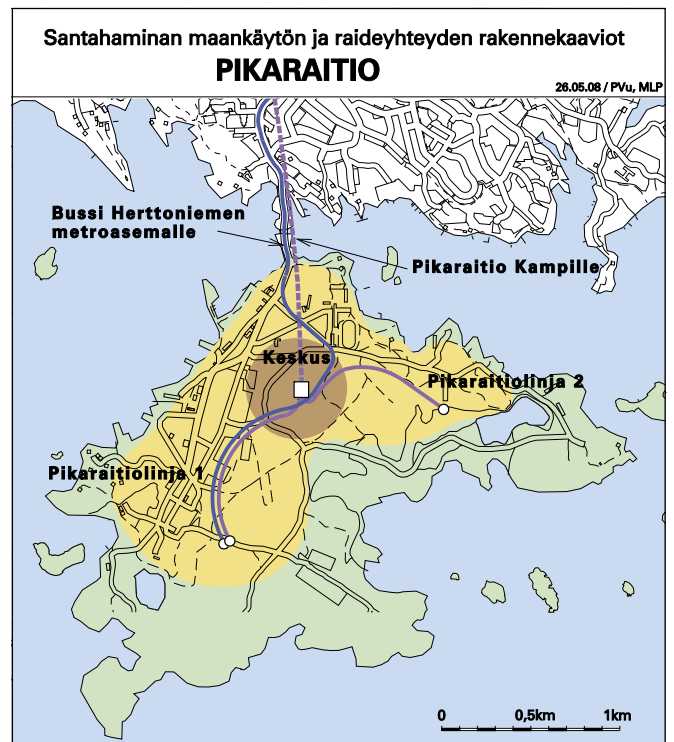 Santahaminan maankäytön ja raideyhteyden rakennekaaviot
PIKARAITIO
26.05.08 / PVu, MLP
Bussi Herttoniemen
metroasemalle
Pikaraitio Kampille
Keskus
Pikaraitiolinja 2
Pikaraitiolinja 1
0 0,5km 1km